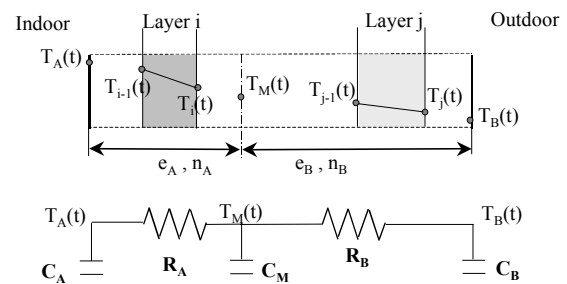 Indoor Layer i Layer j Outdoor
T_A(t)
T_{i-1}(t) T_i(t) T_M(t) T_{j-1}(t) T_j(t) T_B(t)
e_A , n_A e_B , n_B
T_A(t) T_M(t) T_B(t)
C_A R_A C_M R_B C_B